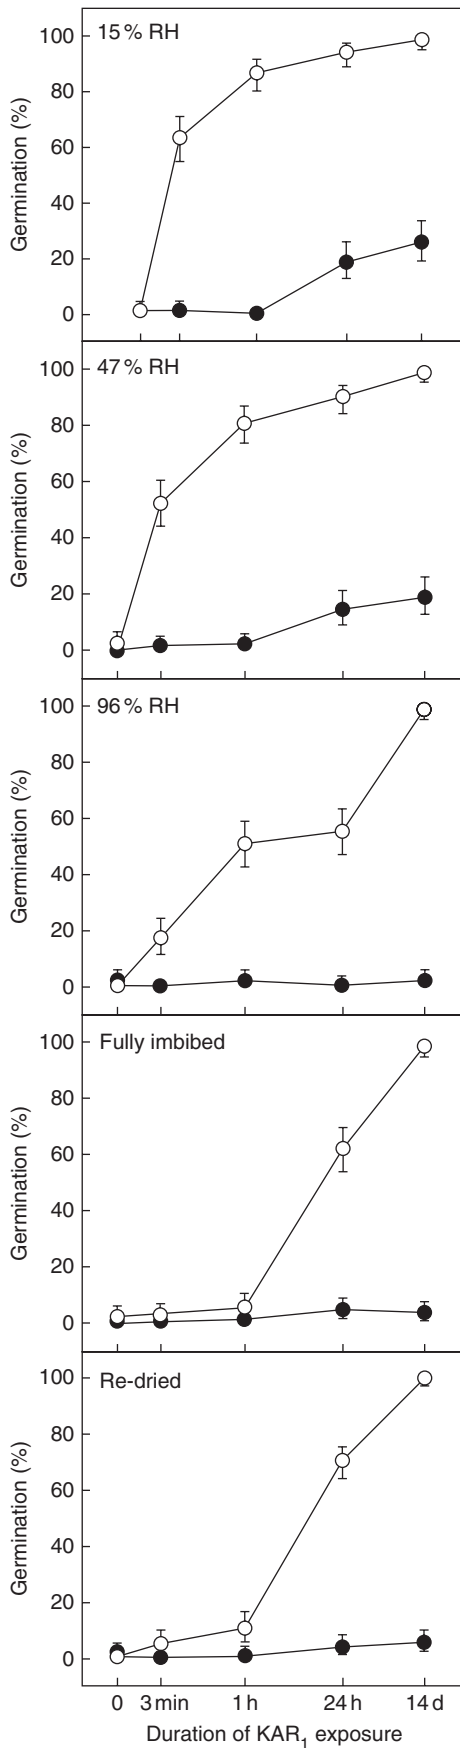 15 % RH
100
80
60
40
20
0
Germination (%)
47 % RH
100
80
60
40
20
0
Germination (%)
96 % RH
100
80
60
40
20
0
Germination (%)
Fully imbibed
100
80
60
40
20
0
Germination (%)
Re-dried
100
80
60
40
20
0
Germination (%)
0 3 min 1 h 24 h 14 d
Duration of KAR₁ exposure